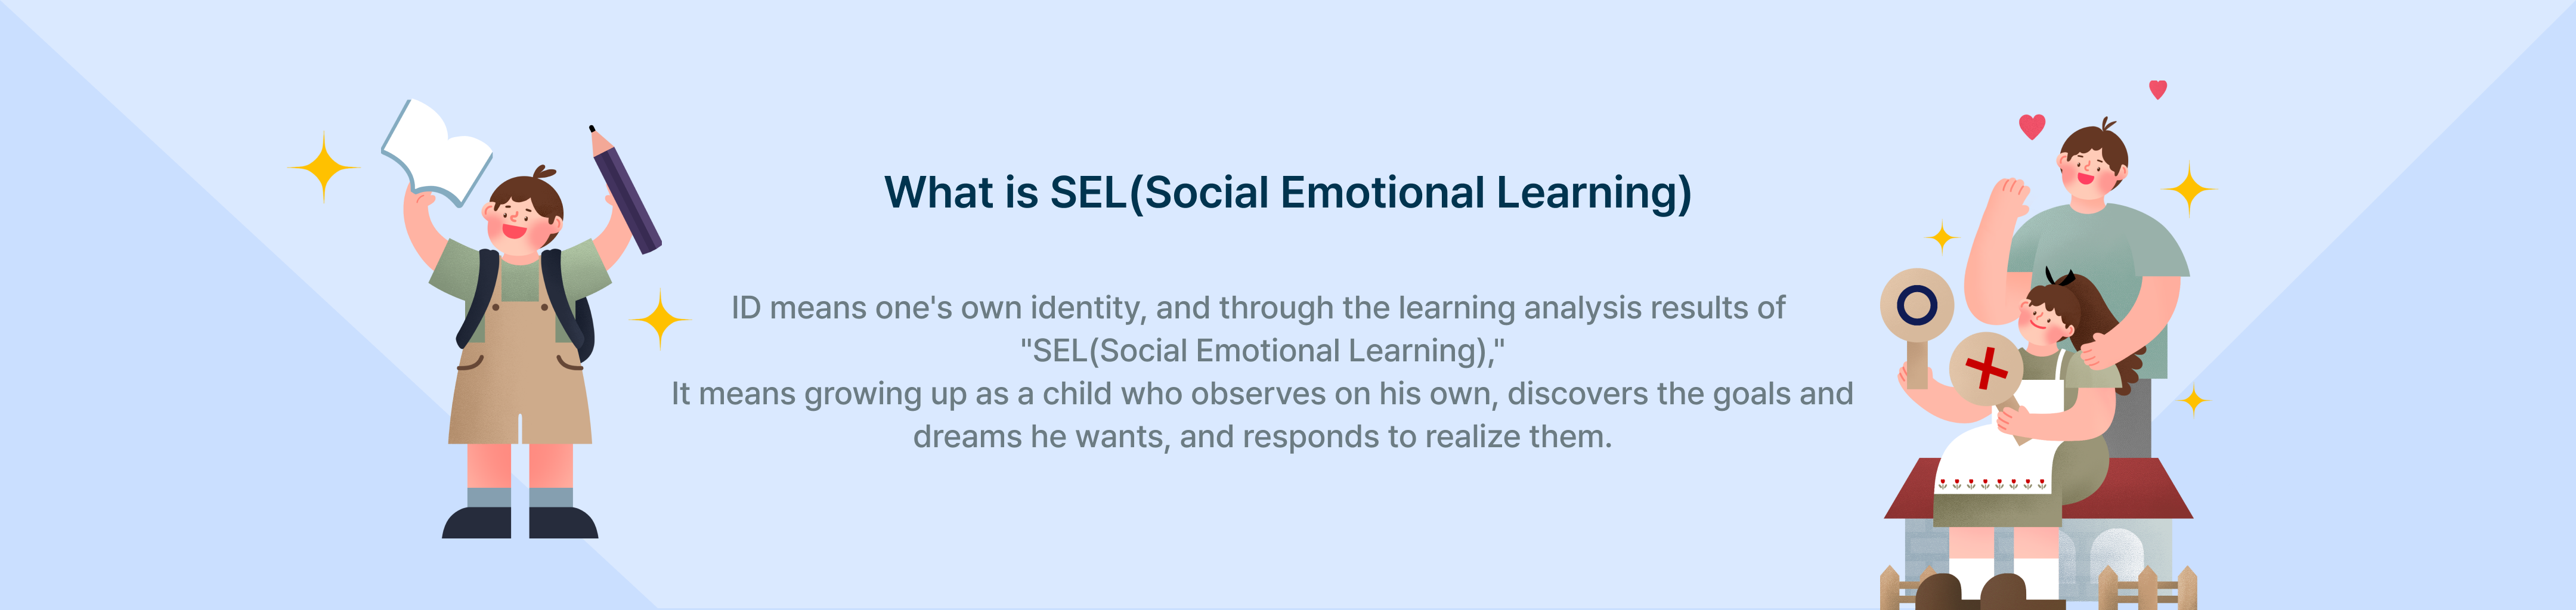 What is SEL(Social Emotional Learning)
ID means one's own identity, and through the learning analysis results of
"SEL(Social Emotional Learning),"
It means growing up as a child who observes on his own, discovers the goals and
dreams he wants, and responds to realize them.